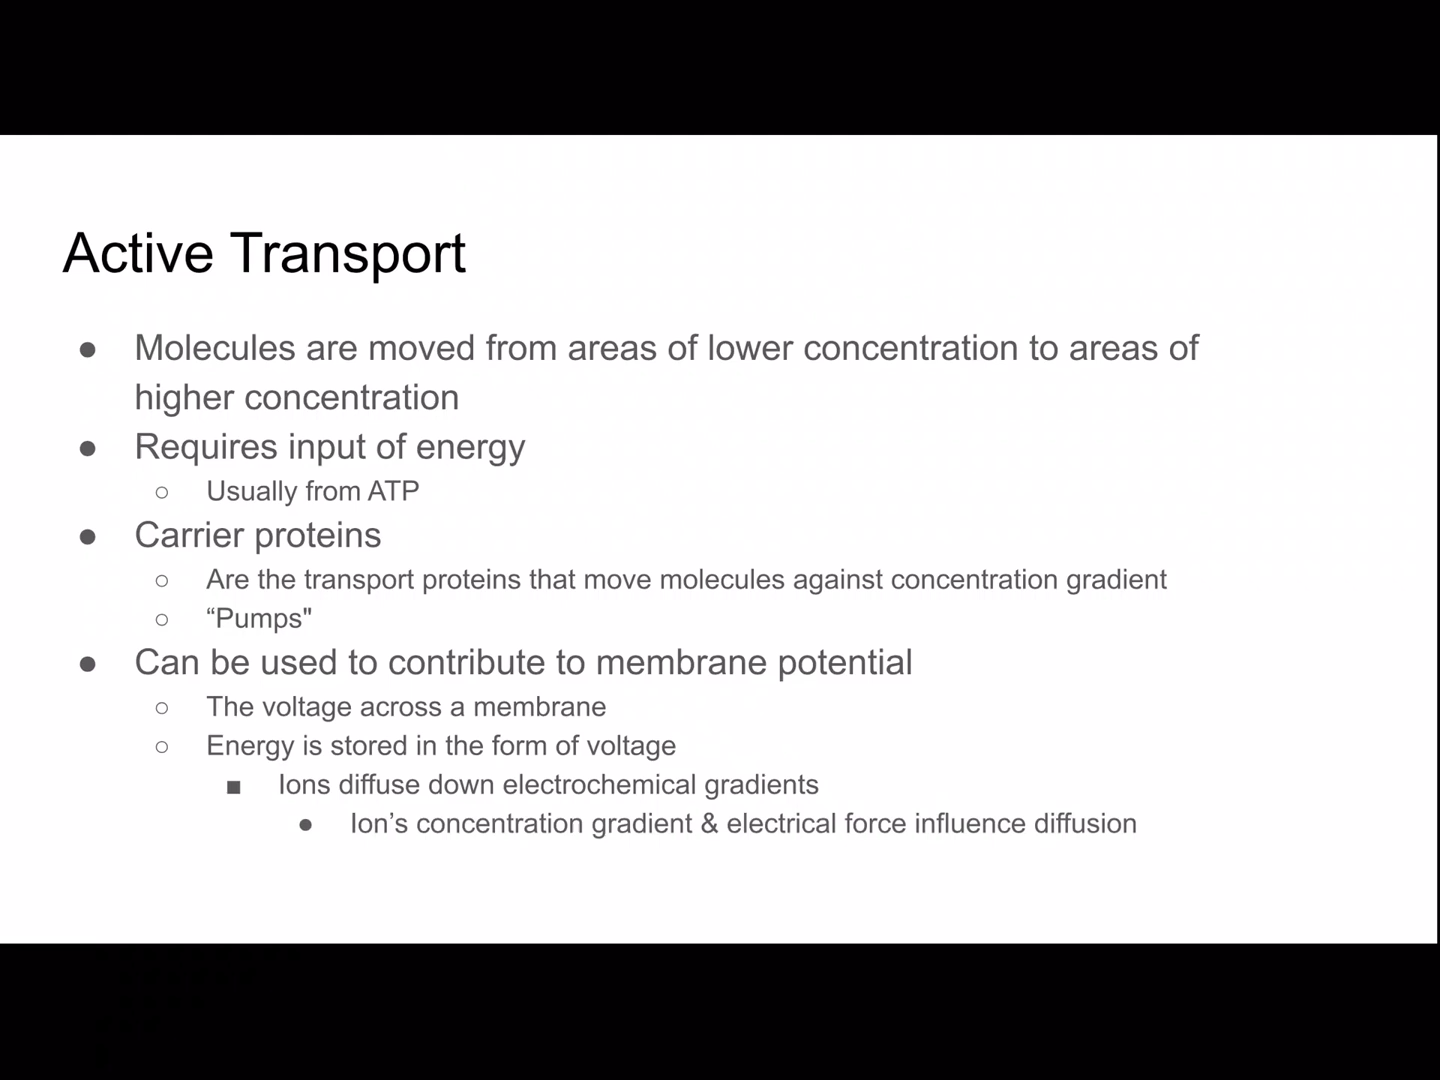 Active Transport
● Molecules are moved from areas of lower concentration to areas of
higher concentration
● Requires input of energy
○ Usually from ATP
● Carrier proteins
○ Are the transport proteins that move molecules against concentration gradient
○ “Pumps"
● Can be used to contribute to membrane potential
○ The voltage across a membrane
○ Energy is stored in the form of voltage
■ Ions diffuse down electrochemical gradients
● Ion’s concentration gradient & electrical force influence diffusion